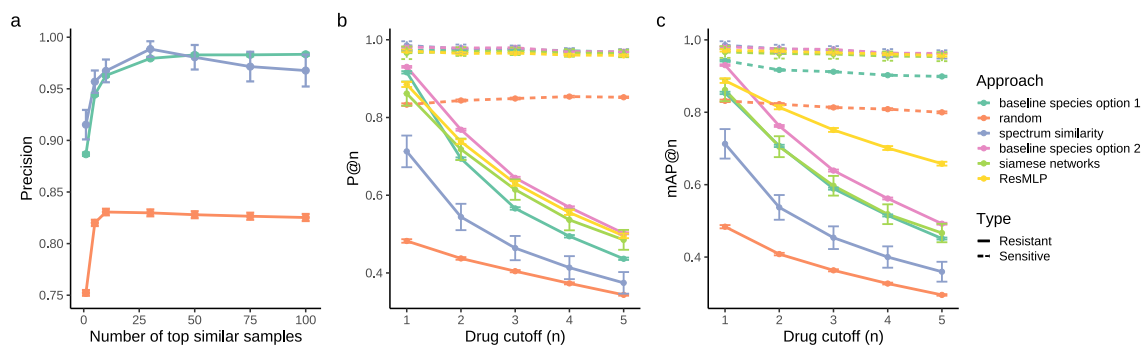 a
b
c
1.00
0.95
0.90
0.85
0.80
0.75
Precision
0
25
50
75
100
Number of top similar samples
1.0
0.8
0.6
0.4
P@n
1
2
3
4
5
Drug cutoff (n)
1.0
0.8
0.6
0.4
mAP@n
1
2
3
4
5
Drug cutoff (n)
Approach
baseline species option 1
random
spectrum similarity
baseline species option 2
siamese networks
ResMLP
Type
Resistant
Sensitive